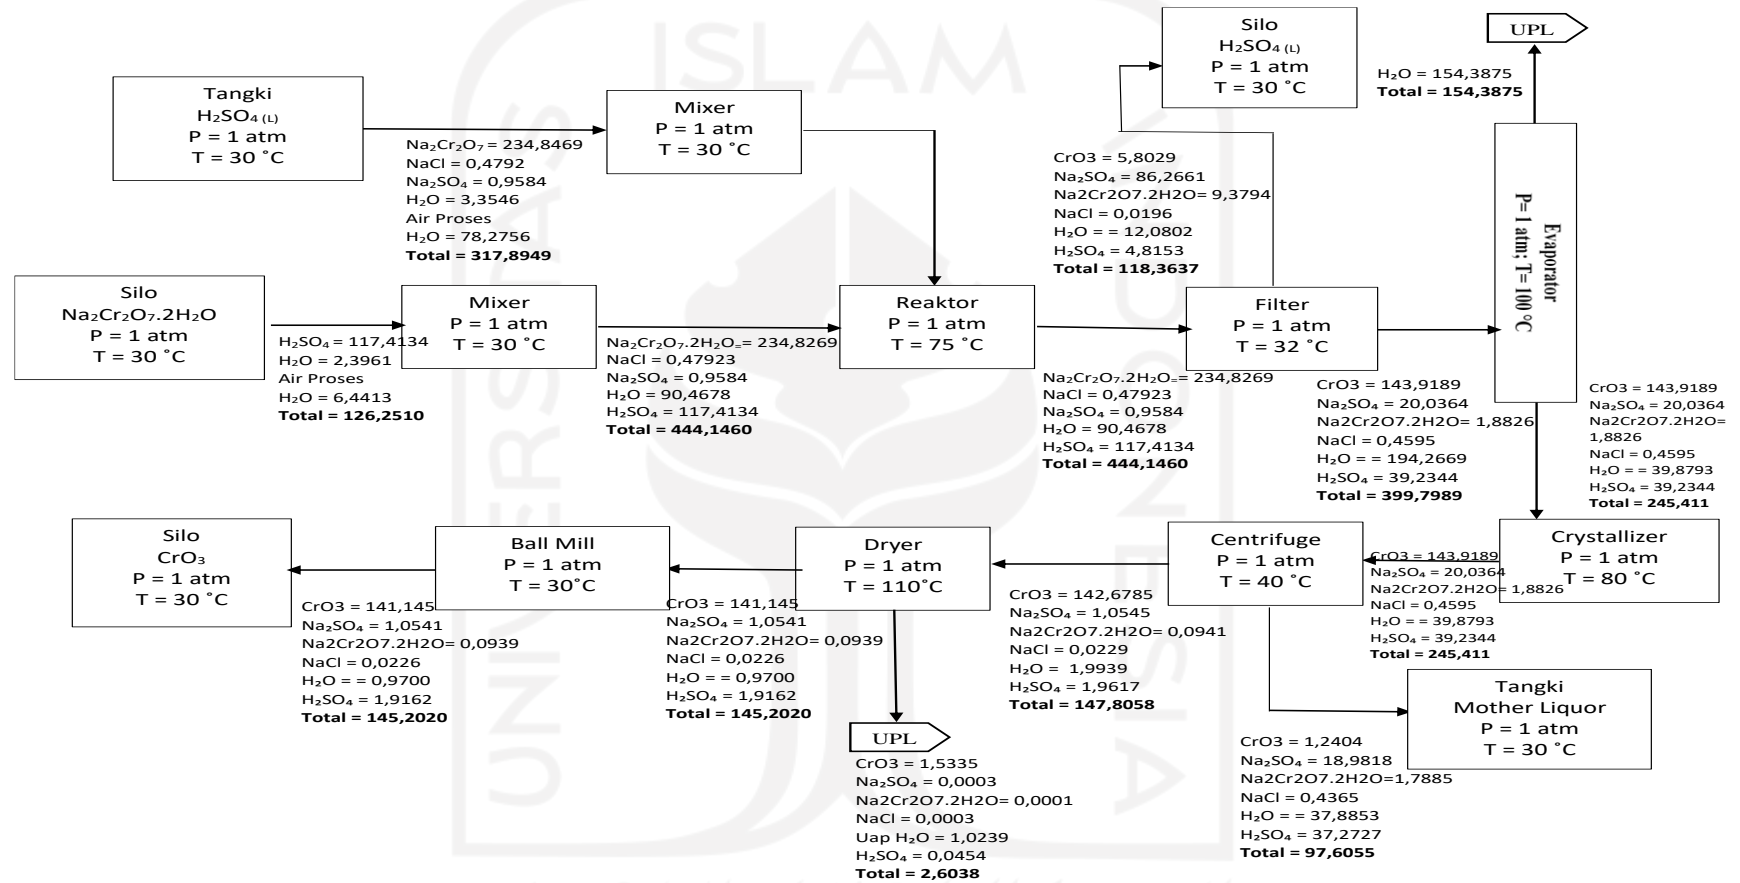 Tangki
H₂SO₄ (L)
P = 1 atm
T = 30 ˚C
Mixer
P = 1 atm
T = 30 ˚C
Silo
H₂SO₄ (L)
P = 1 atm
T = 30 ˚C
UPL
H₂O = 154,3875
Total = 154,3875
Na₂Cr₂O₇ = 234,8469
NaCl = 0,4792
Na₂SO₄ = 0,9584
H₂O = 3,3546
Air Proses
H₂O = 78,2756
Total = 317,8949
CrO3 = 5,8029
Na₂SO₄ = 86,2661
Na2Cr2O7.2H2O= 9,3794
NaCl = 0,0196
H₂O = = 12,0802
H₂SO₄ = 4,8153
Total = 118,3637
Evaporator
P= 1 atm; T= 100 °C
Silo
Na₂Cr₂O₇.2H₂O
P = 1 atm
T = 30 ˚C
H₂SO₄ = 117,4134
H₂O = 2,3961
Air Proses
H₂O = 6,4413
Total = 126,2510
Mixer
P = 1 atm
T = 30 ˚C
Na₂Cr₂O₇.2H₂O₌= 234,8269
NaCl = 0,47923
Na₂SO₄ = 0,9584
H₂O = 90,4678
H₂SO₄ = 117,4134
Total = 444,1460
Reaktor
P = 1 atm
T = 75 ˚C
Na₂Cr₂O₇.2H₂O₌= 234,8269
NaCl = 0,47923
Na₂SO₄ = 0,9584
H₂O = 90,4678
H₂SO₄ = 117,4134
Total = 444,1460
Filter
P = 1 atm
T = 32 ˚C
CrO3 = 143,9189
Na₂SO₄ = 20,0364
Na2Cr2O7.2H2O= 1,8826
NaCl = 0,4595
H₂O = = 194,2669
H₂SO₄ = 39,2344
Total = 399,7989
CrO3 = 143,9189
Na₂SO₄ = 20,0364
Na2Cr2O7.2H2O=
1,8826
NaCl = 0,4595
H₂O = = 39,8793
H₂SO₄ = 39,2344
Total = 245,411
Silo
CrO₃
P = 1 atm
T = 30 ˚C
CrO3 = 141,145
Na₂SO₄ = 1,0541
Na2Cr2O7.2H2O= 0,0939
NaCl = 0,0226
H₂O = = 0,9700
H₂SO₄ = 1,9162
Total = 145,2020
Ball Mill
P = 1 atm
T = 30˚C
CrO3 = 141,145
Na₂SO₄ = 1,0541
Na2Cr2O7.2H2O= 0,0939
NaCl = 0,0226
H₂O = = 0,9700
H₂SO₄ = 1,9162
Total = 145,2020
Dryer
P = 1 atm
T = 110˚C
CrO3 = 142,6785
Na₂SO₄ = 1,0545
Na2Cr2O7.2H2O= 0,0941
NaCl = 0,0229
H₂O = 1,9939
H₂SO₄ = 1,9617
Total = 147,8058
Centrifuge
P = 1 atm
T = 40 ˚C
CrO3 = 143,9189
Na₂SO₄ = 20,0364
Na2Cr2O7.2H2O= 1,8826
NaCl = 0,4595
H₂O = = 39,8793
H₂SO₄ = 39,2344
Total = 245,411
Crystallizer
P = 1 atm
T = 80 ˚C
UPL
CrO3 = 1,5335
Na₂SO₄ = 0,0003
Na2Cr2O7.2H2O= 0,0001
NaCl = 0,0003
Uap H₂O = 1,0239
H₂SO₄ = 0,0454
Total = 2,6038
Tangki
Mother Liquor
P = 1 atm
T = 30 ˚C
CrO3 = 1,2404
Na₂SO₄ = 18,9818
Na2Cr2O7.2H2O=1,7885
NaCl = 0,4365
H₂O = = 37,8853
H₂SO₄ = 37,2727
Total = 97,6055
UNIVERSITAS
ISLAM
INDONESIA